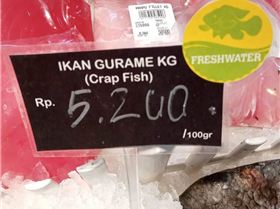 IKAN GURAME KG
(Crap Fish)
Rp. 5.200
/100gr
FRESHWATER